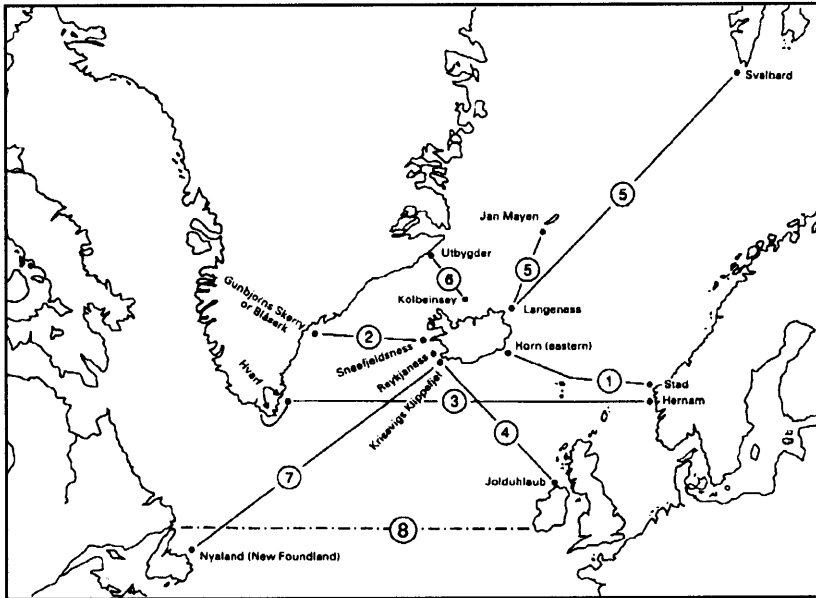 Svalbard
5
Jan Mayen
Utbygder
5
6
Kolbeinsey
Gunbjorns Skerry
or Blåserk
Langeness
2
Snaefjeldsness
Horn (eastern)
Reykjaness
Hvarf
1
Stad
Hernam
3
Krisevigs Klippefjel
4
7
Jolduhlaub
8
Nyaland (New Foundland)